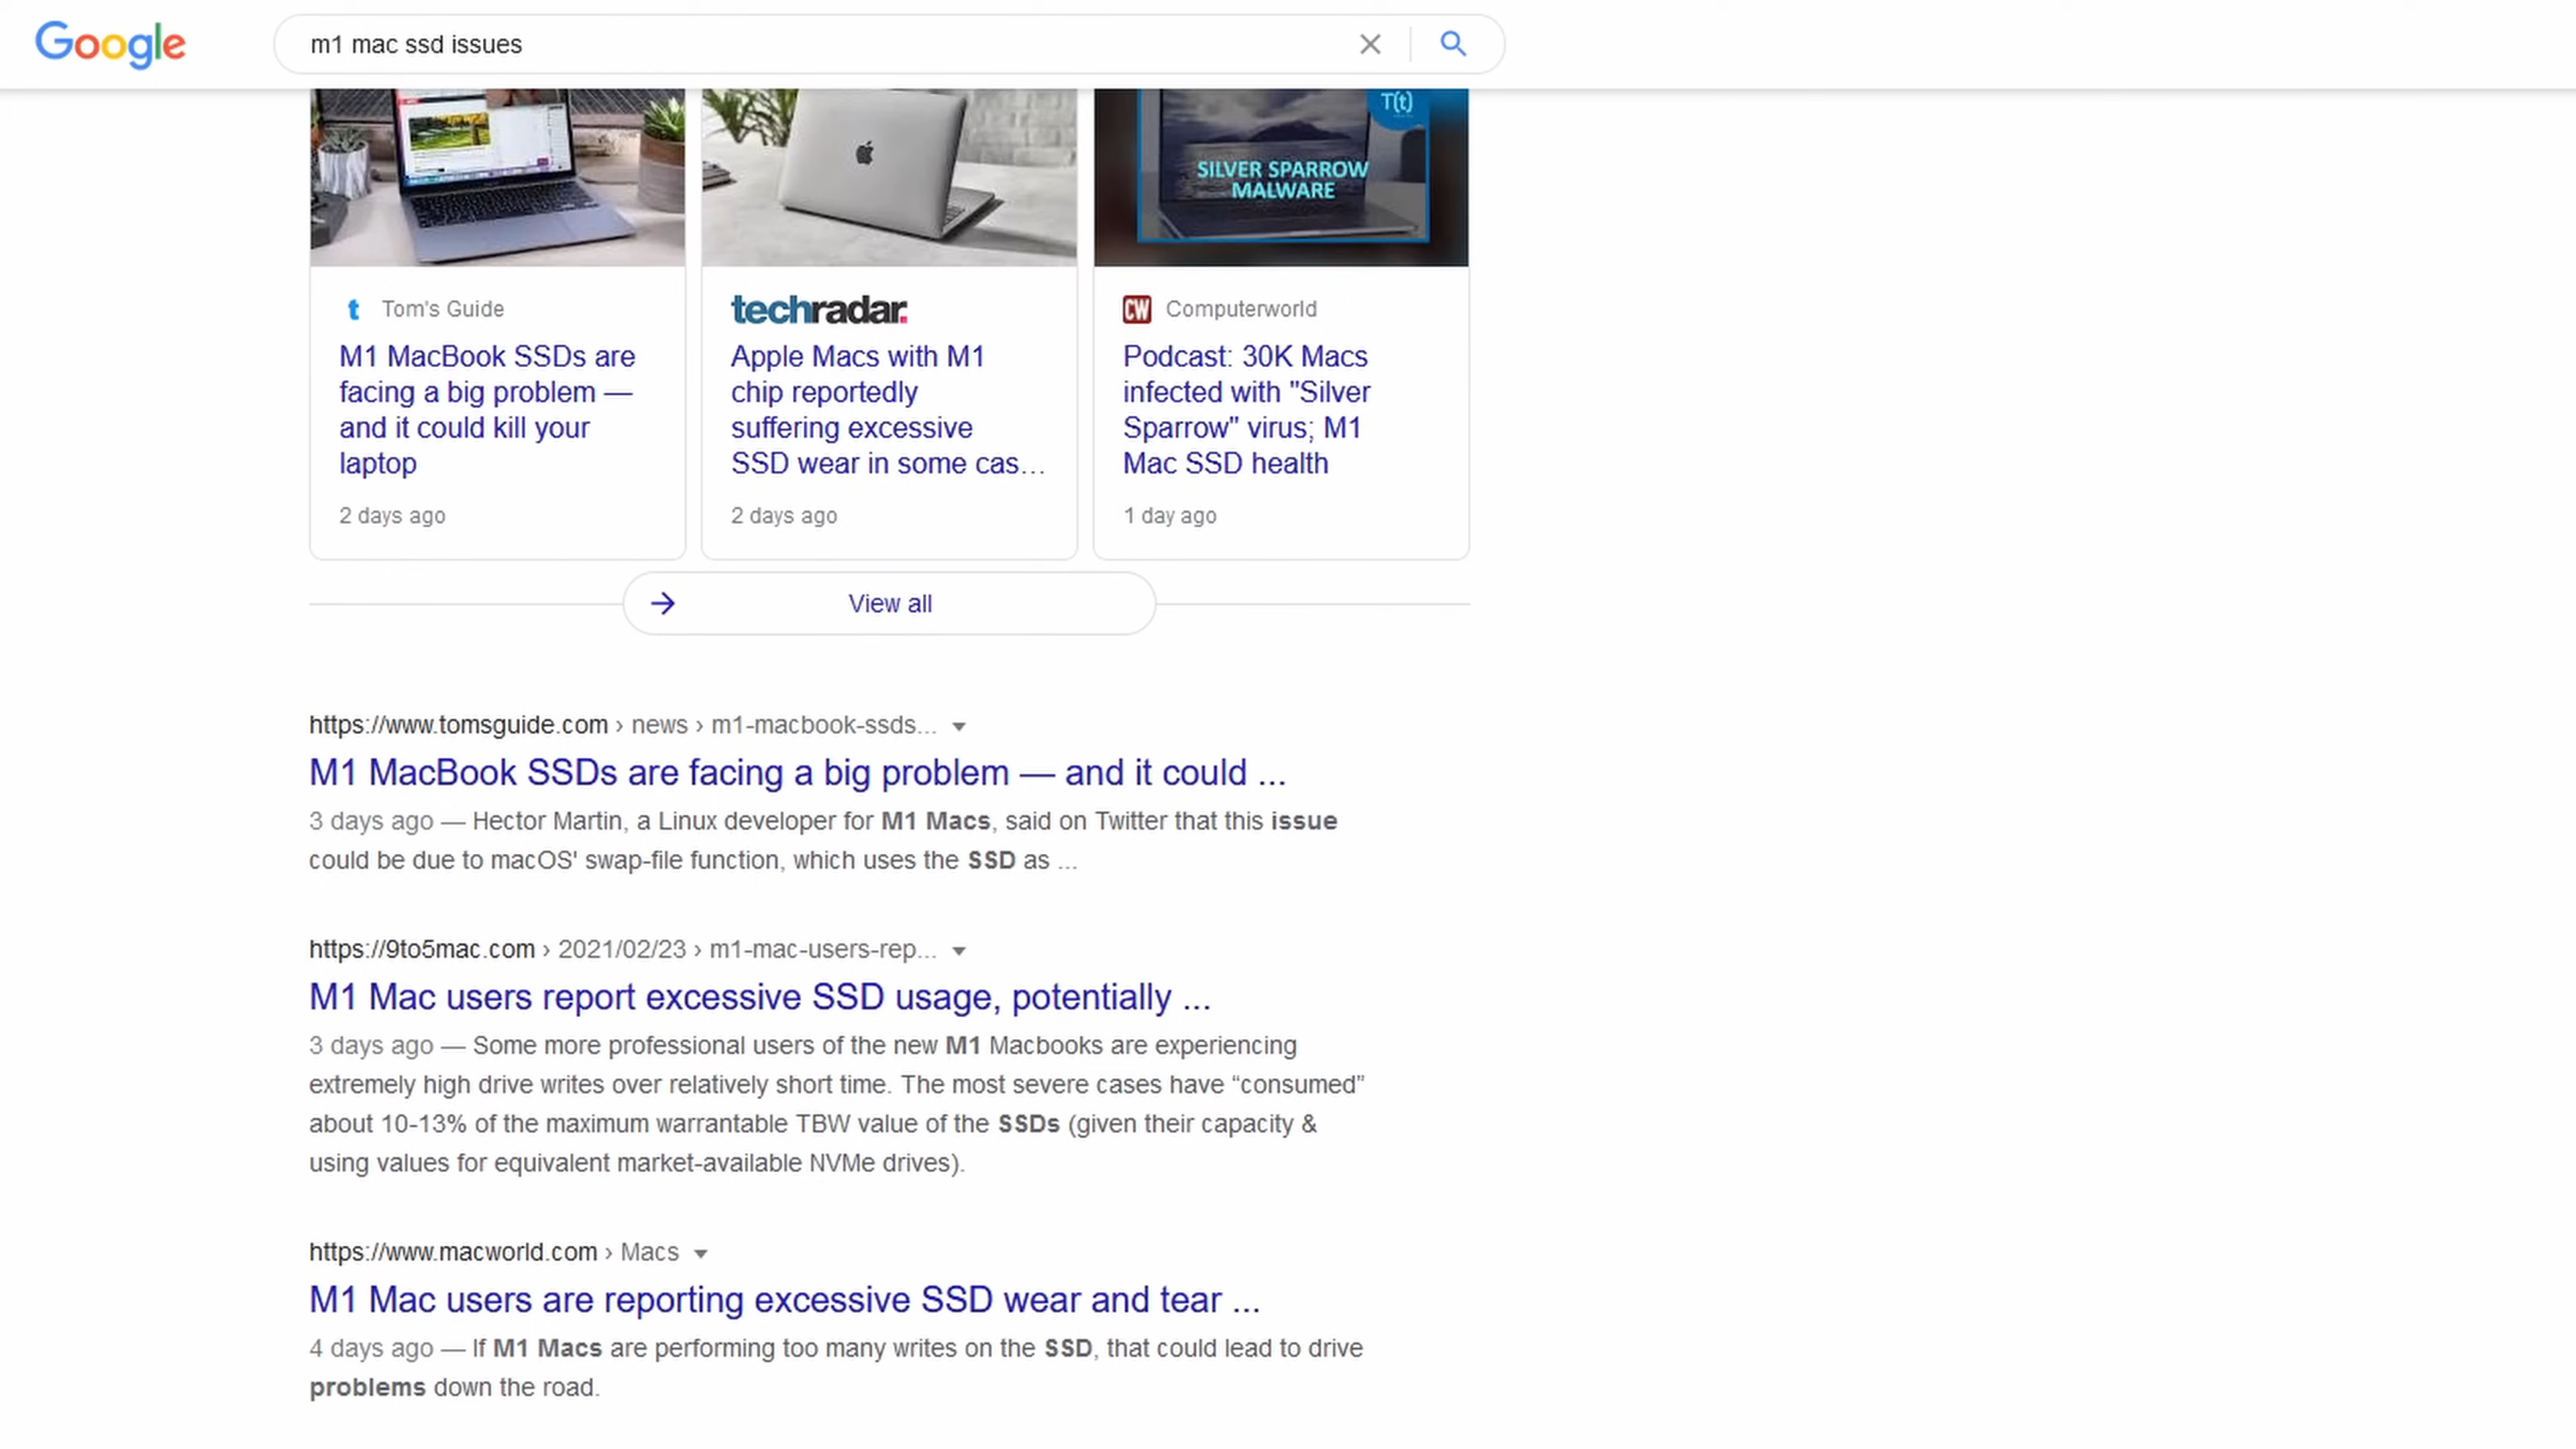 Google
m1 mac ssd issues
T(t)
SILVER SPARROW
MALWARE
t Tom's Guide
M1 MacBook SSDs are
facing a big problem —
and it could kill your
laptop
2 days ago
techradar.
Apple Macs with M1
chip reportedly
suffering excessive
SSD wear in some cas...
2 days ago
CW Computerworld
Podcast: 30K Macs
infected with "Silver
Sparrow" virus; M1
Mac SSD health
1 day ago
View all
https://www.tomsguide.com › news › m1-macbook-ssds...
M1 MacBook SSDs are facing a big problem — and it could ...
3 days ago — Hector Martin, a Linux developer for M1 Macs, said on Twitter that this issue
could be due to macOS' swap-file function, which uses the SSD as ...
https://9to5mac.com › 2021/02/23 › m1-mac-users-rep...
M1 Mac users report excessive SSD usage, potentially ...
3 days ago — Some more professional users of the new M1 Macbooks are experiencing
extremely high drive writes over relatively short time. The most severe cases have “consumed”
about 10-13% of the maximum warrantable TBW value of the SSDs (given their capacity &
using values for equivalent market-available NVMe drives).
https://www.macworld.com › Macs
M1 Mac users are reporting excessive SSD wear and tear ...
4 days ago — If M1 Macs are performing too many writes on the SSD, that could lead to drive
problems down the road.